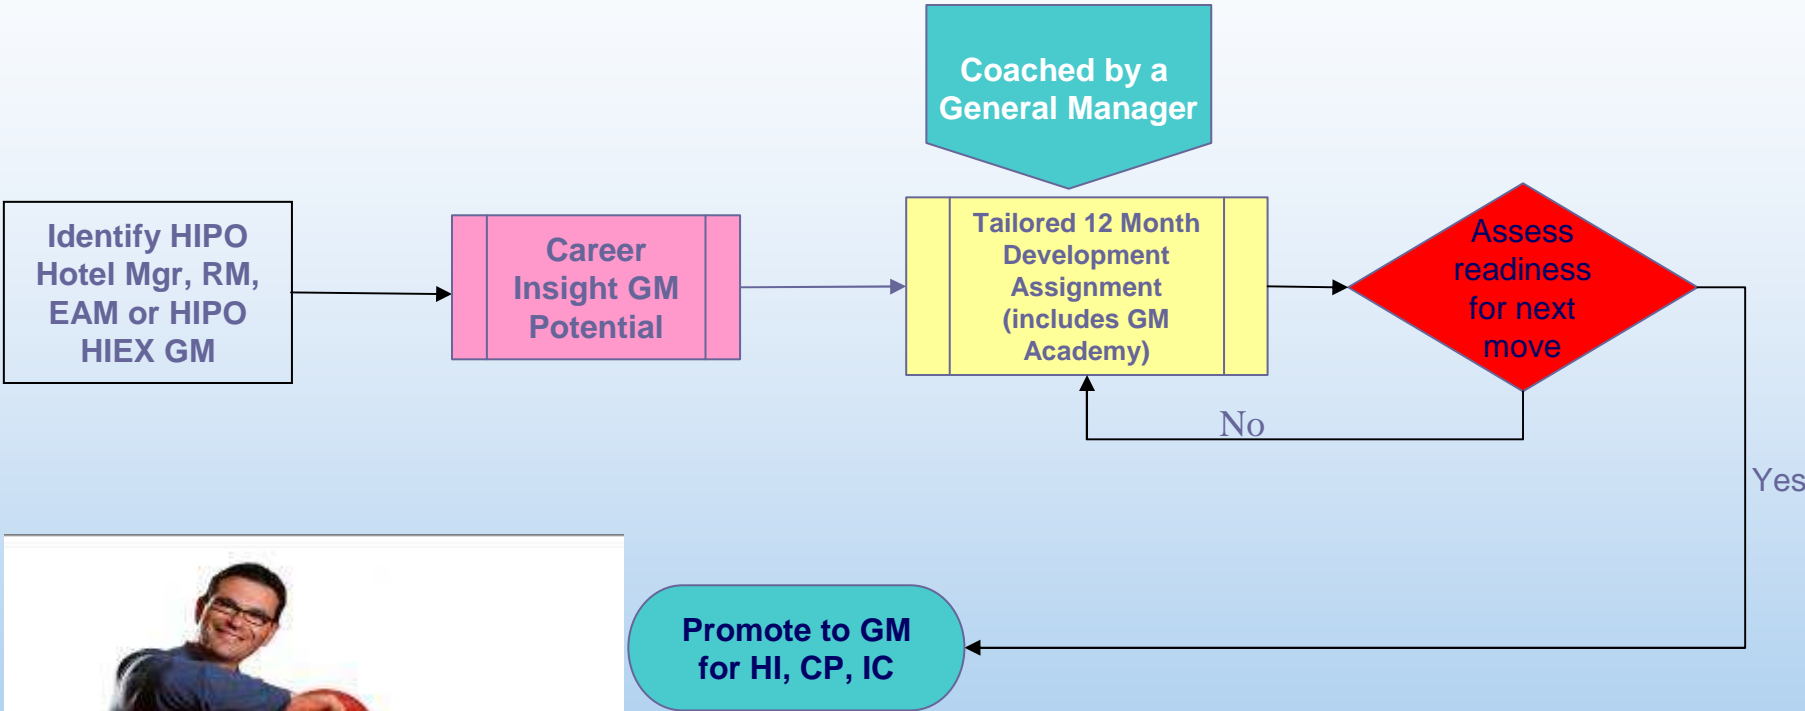 Coached by a
General Manager
Identify HIPO
Hotel Mgr, RM,
EAM or HIPO
HIEX GM
Career
Insight GM
Potential
Tailored 12 Month
Development
Assignment
(includes GM
Academy)
Assess
readiness
for next
move
No
Yes
Promote to GM
for HI, CP, IC